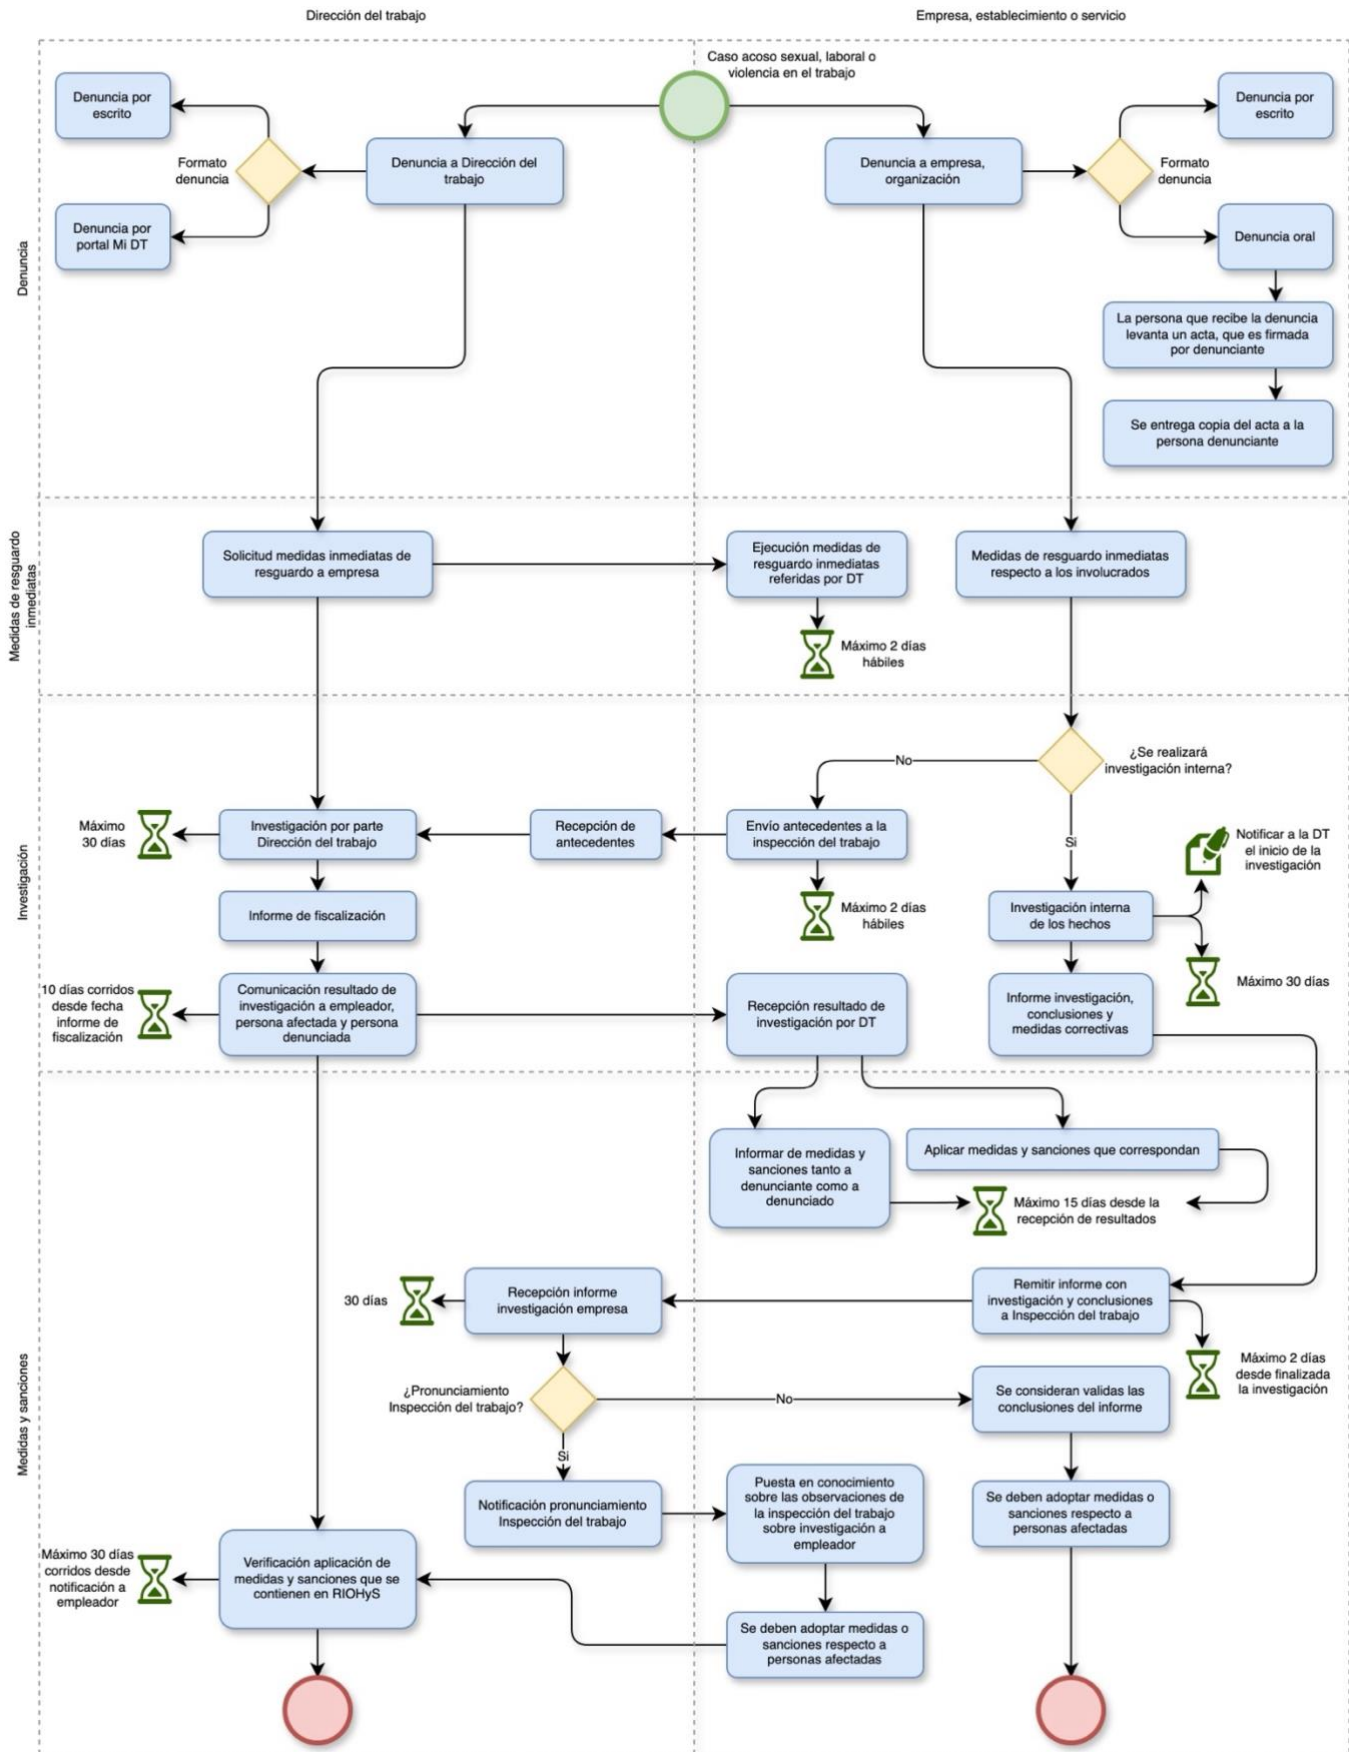 Dirección del trabajo
Empresa, establecimiento o servicio
Caso acoso sexual, laboral o
violencia en el trabajo
Denuncia
Denuncia por
escrito
Formato
denuncia
Denuncia a Dirección del
trabajo
Denuncia por
portal Mi DT
Denuncia a empresa,
organización
Formato
denuncia
Denuncia por
escrito
Denuncia oral
La persona que recibe la denuncia
levanta un acta, que es firmada
por denunciante
Se entrega copia del acta a la
persona denunciante
Medidas de resguardo
inmediatas
Solicitud medidas inmediatas de
resguardo a empresa
Ejecución medidas de
resguardo inmediatas
referidas por DT
Máximo 2 días
hábiles
Medidas de resguardo inmediatas
respecto a los involucrados
Investigación
¿Se realizará
investigación interna?
No
Si
Máximo
30 días
Investigación por parte
Dirección del trabajo
Recepción de
antecedentes
Envío antecedentes a la
inspección del trabajo
Máximo 2 días
hábiles
Notificar a la DT
el inicio de la
investigación
Informe de fiscalización
Investigación interna
de los hechos
Máximo 30 días
10 días corridos
desde fecha
informe de
fiscalización
Comunicación resultado de
investigación a empleador,
persona afectada y persona
denunciada
Recepción resultado de
investigación por DT
Informe investigación,
conclusiones y
medidas correctivas
Medidas y sanciones
Informar de medidas y
sanciones tanto a
denunciante como a
denunciado
Aplicar medidas y sanciones que correspondan
Máximo 15 días desde la
recepción de resultados
30 días
Recepción informe
investigación empresa
Remitir informe con
investigación y conclusiones
a Inspección del trabajo
Máximo 2 días
desde finalizada
la investigación
¿Pronunciamiento
Inspección del trabajo?
No
Si
Se consideran validas las
conclusiones del informe
Notificación pronunciamiento
Inspección del trabajo
Puesta en conocimiento
sobre las observaciones de
la inspección del trabajo
sobre investigación a
empleador
Se deben adoptar medidas o
sanciones respecto a
personas afectadas
Máximo 30 días
corridos desde
notificación a
empleador
Verificación aplicación de
medidas y sanciones que se
contienen en RIOHyS
Se deben adoptar medidas o
sanciones respecto a
personas afectadas